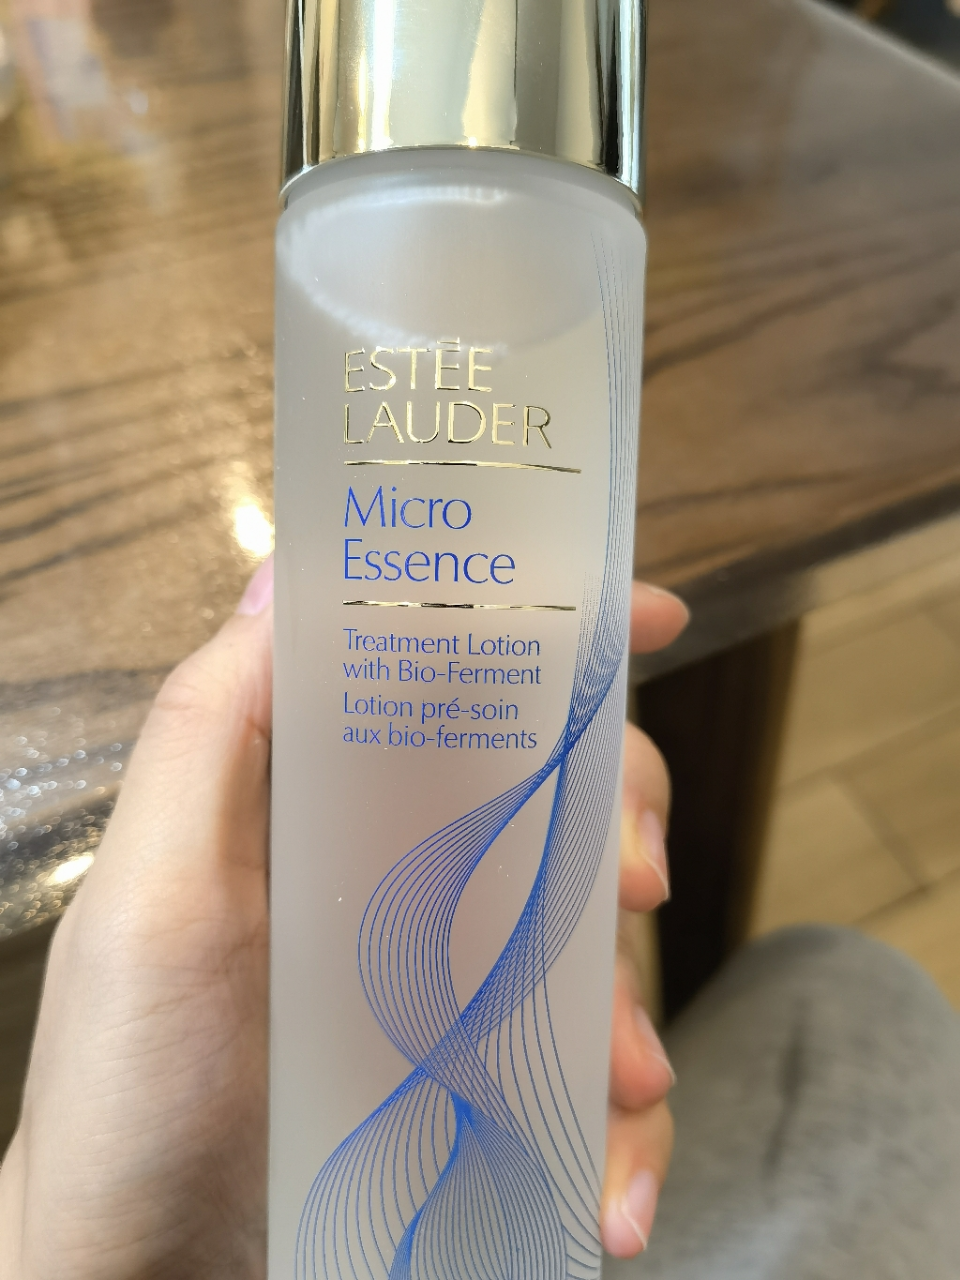 ESTĒE
LAUDER
Micro
Essence
Treatment Lotion
with Bio-Ferment
Lotion pré-soin
aux bio-ferments